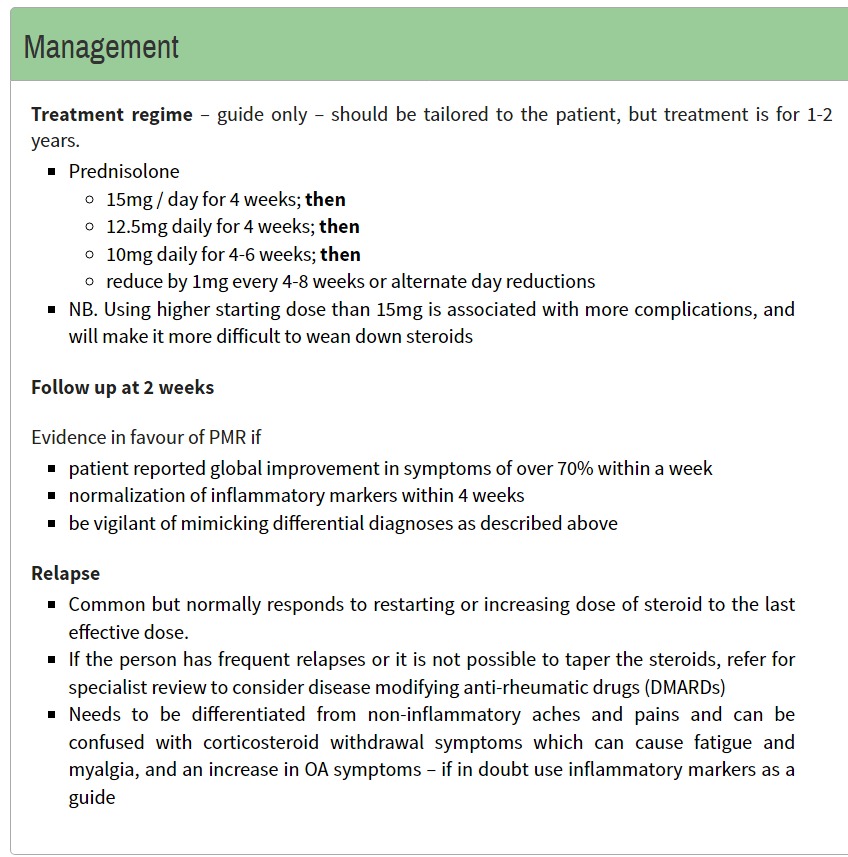 Management
Treatment regime – guide only – should be tailored to the patient, but treatment is for 1-2
years.
▪ Prednisolone
◦ 15mg / day for 4 weeks; then
◦ 12.5mg daily for 4 weeks; then
◦ 10mg daily for 4-6 weeks; then
◦ reduce by 1mg every 4-8 weeks or alternate day reductions
▪ NB. Using higher starting dose than 15mg is associated with more complications, and
will make it more difficult to wean down steroids
Follow up at 2 weeks
Evidence in favour of PMR if
▪ patient reported global improvement in symptoms of over 70% within a week
▪ normalization of inflammatory markers within 4 weeks
▪ be vigilant of mimicking differential diagnoses as described above
Relapse
▪ Common but normally responds to restarting or increasing dose of steroid to the last
effective dose.
▪ If the person has frequent relapses or it is not possible to taper the steroids, refer for
specialist review to consider disease modifying anti-rheumatic drugs (DMARDs)
▪ Needs to be differentiated from non-inflammatory aches and pains and can be
confused with corticosteroid withdrawal symptoms which can cause fatigue and
myalgia, and an increase in OA symptoms – if in doubt use inflammatory markers as a
guide